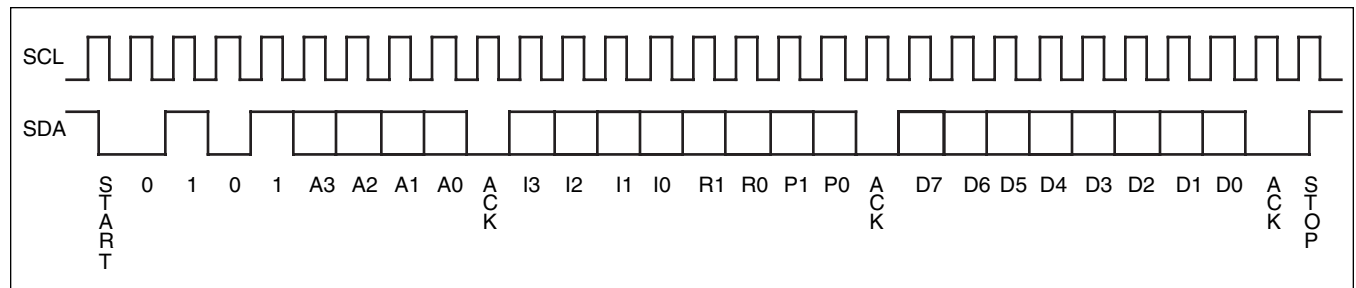 SCL
SDA
START 0 1 0 1 A3 A2 A1 A0 ACK I3 I2 I1 I0 R1 R0 P1 P0 ACK D7 D6 D5 D4 D3 D2 D1 D0 ACK STOP